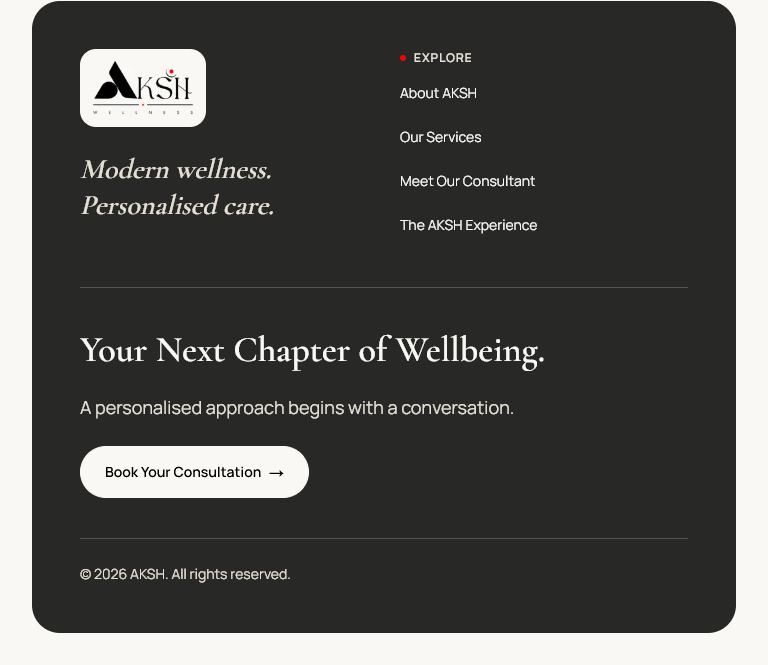 AKSH
WELLNESS
Modern wellness.
Personalised care.
EXPLORE
About AKSH
Our Services
Meet Our Consultant
The AKSH Experience
Your Next Chapter of Wellbeing.
A personalised approach begins with a conversation.
Book Your Consultation →
© 2026 AKSH. All rights reserved.